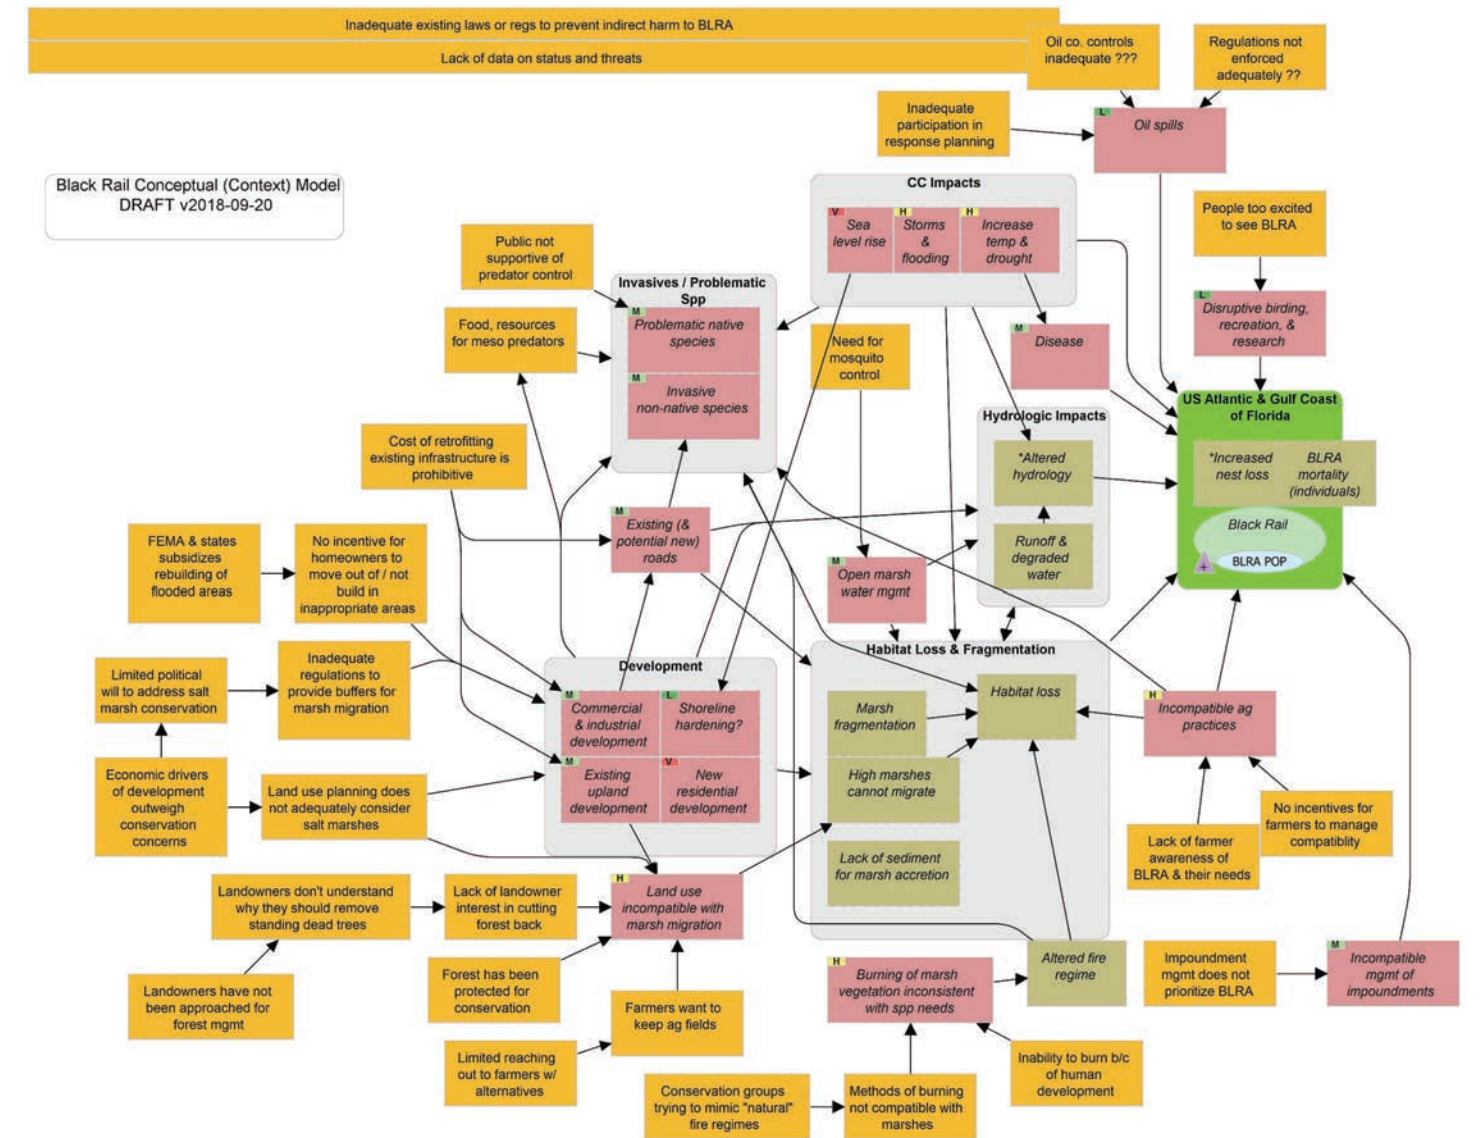 Inadequate existing laws or regs to prevent indirect harm to BLRA
Lack of data on status and threats
Oil co. controls
inadequate ???
Regulations not
enforced
adequately ??
Inadequate
participation in
response planning
L
Oil spills
Black Rail Conceptual (Context) Model
DRAFT v2018-09-20
CC Impacts
V
Sea
level rise
H
Storms
&
flooding
H
Increase
temp &
drought
People too excited
to see BLRA
Public not
supportive of
predator control
Invasives / Problematic
Spp
M
Problematic native
species
M
Invasive
non-native species
Food, resources
for meso predators
Need for
mosquito
control
M
Disease
L
Disruptive birding,
recreation, &
research
US Atlantic & Gulf Coast
of Florida
*Increased
nest loss
BLRA
mortality
(individuals)
Black Rail
+
BLRA POP
Hydrologic Impacts
*Altered
hydrology
Runoff &
degraded
water
Cost of retrofitting
existing infrastructure is
prohibitive
M
Existing (&
potential new)
roads
M
Open marsh
water mgmt
FEMA & states
subsidizes
rebuilding of
flooded areas
No incentive for
homeowners to
move out of / not
build in
inappropriate areas
Limited political
will to address salt
marsh conservation
Inadequate
regulations to
provide buffers for
marsh migration
Development
M
Commercial
& industrial
development
L
Shoreline
hardening?
M
Existing
upland
development
V
New
residential
development
Habitat Loss & Fragmentation
Marsh
fragmentation
Habitat loss
High marshes
cannot migrate
Lack of sediment
for marsh accretion
H
Incompatible ag
practices
Economic drivers
of development
outweigh
conservation
concerns
Land use planning does
not adequately consider
salt marshes
Lack of farmer
awareness of
BLRA & their needs
No incentives for
farmers to manage
compatiblity
Landowners don't understand
why they should remove
standing dead trees
Lack of landowner
interest in cutting
forest back
H
Land use
incompatible with
marsh migration
Landowners have not
been approached for
forest mgmt
Forest has been
protected for
conservation
Farmers want to
keep ag fields
Limited reaching
out to farmers w/
alternatives
H
Burning of marsh
vegetation inconsistent
with spp needs
Altered fire
regime
Impoundment
mgmt does not
prioritize BLRA
M
Incompatible
mgmt of
impoundments
Conservation groups
trying to mimic "natural"
fire regimes
Methods of burning
not compatible with
marshes
Inability to burn b/c
of human
development